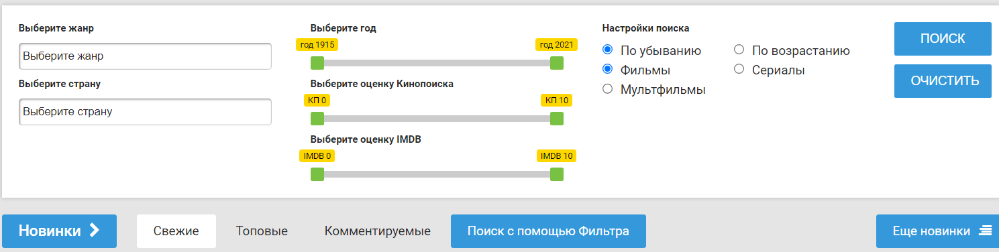 Выберите жанр
Выберите жанр
Выберите страну
Выберите страну
Выберите год
год 1915 год 2021
Выберите оценку Кинопоиска
КП 0 КП 10
Выберите оценку IMDB
IMDB 0 IMDB 10
Настройки поиска
По убыванию По возрастанию
Фильмы Сериалы
Мультфильмы
ПОИСК
ОЧИСТИТЬ
Новинки Свежие Топовые Комментируемые Поиск с помощью Фильтра Еще новинки